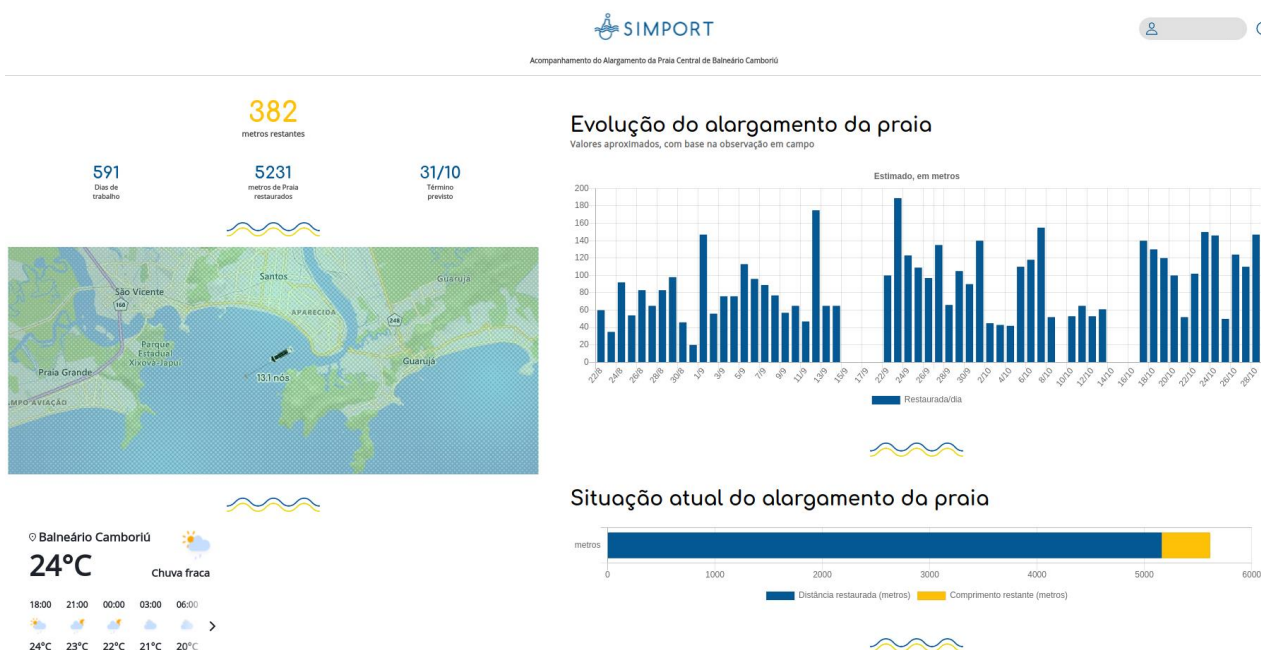 SIMPORT
Acompanhamento do Alargamento da Praia Central de Balneário Camboriú
382
metros restantes
591
Dias de
trabalho
5231
metros de Praia
restaurados
31/10
Término
previsto
Santos
Guarujá
São Vicente
160
APARECIDA
248
Parque
Estadual
Xixová-Japuí
Guarujá
Praia Grande
13,1 nós
MPO AVIAÇÃO
Balneário Camboriú
24°C
Chuva fraca
18:00 21:00 00:00 03:00 06:00
24°C 23°C 22°C 21°C 20°C
Evolução do alargamento da praia
Valores aproximados, com base na observação em campo
Estimado, em metros
200
180
160
140
120
100
80
60
40
20
0
22/8 24/8 26/8 28/8 30/8 1/9 3/9 5/9 7/9 9/9 11/9 13/9 15/9 17/9 22/9 24/9 26/9 28/9 30/9 2/10 4/10 6/10 8/10 10/10 12/10 14/10 16/10 18/10 20/10 22/10 24/10 26/10 28/10
Restaurada/dia
Situação atual do alargamento da praia
metros
0 1000 2000 3000 4000 5000 6000
Distância restaurada (metros) Comprimento restante (metros)